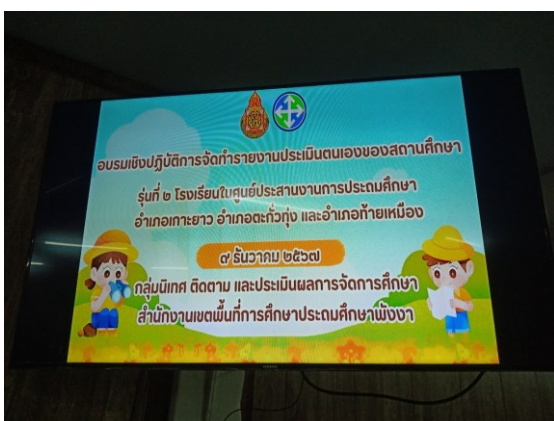 อบรมเชิงปฏิบัติการจัดทำรายงานประเมินตนเองของสถานศึกษา
รุ่นที่ ๒ โรงเรียนในศูนย์ประสานงานการประถมศึกษา
อำเภอเกาะยาว อำเภอตะกั่วทุ่ง และอำเภอท้ายเหมือง
๙ ธันวาคม ๒๕๖๗
กลุ่มนิเทศ ติดตาม และประเมินผลการจัดการศึกษา
สำนักงานเขตพื้นที่การศึกษาประถมศึกษาพังงา